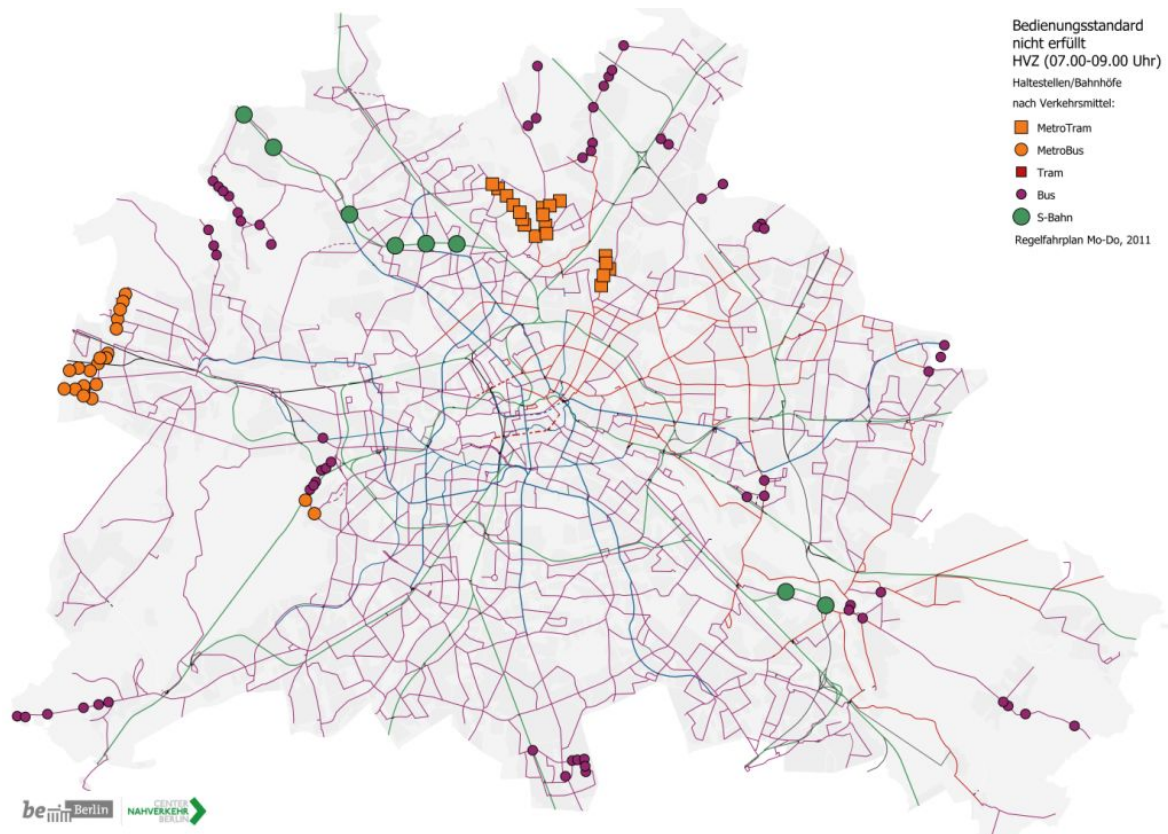 Bedienungsstandard
nicht erfüllt
HVZ (07.00-09.00 Uhr)
Haltestellen/Bahnhöfe
nach Verkehrsmittel:
MetroTram
MetroBus
Tram
Bus
S-Bahn
Regelfahrplan Mo-Do, 2011
be Berlin
CENTER
NAHVERKEHR
BERLIN